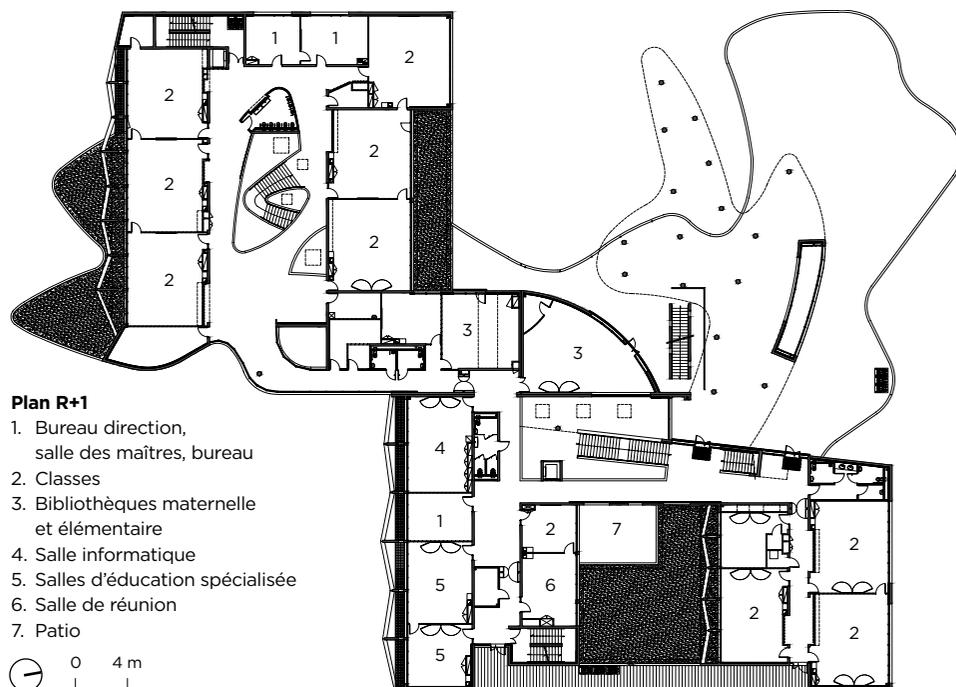 1 1 2
2
2
2
2
2
3
2
3
Plan R+1
1. Bureau direction,
salle des maîtres, bureau
2. Classes
3. Bibliothèques maternelle
et élémentaire
4. Salle informatique
5. Salles d’éducation spécialisée
6. Salle de réunion
7. Patio
0 4 m
4
1 2 7
2
5 6
2
2
5